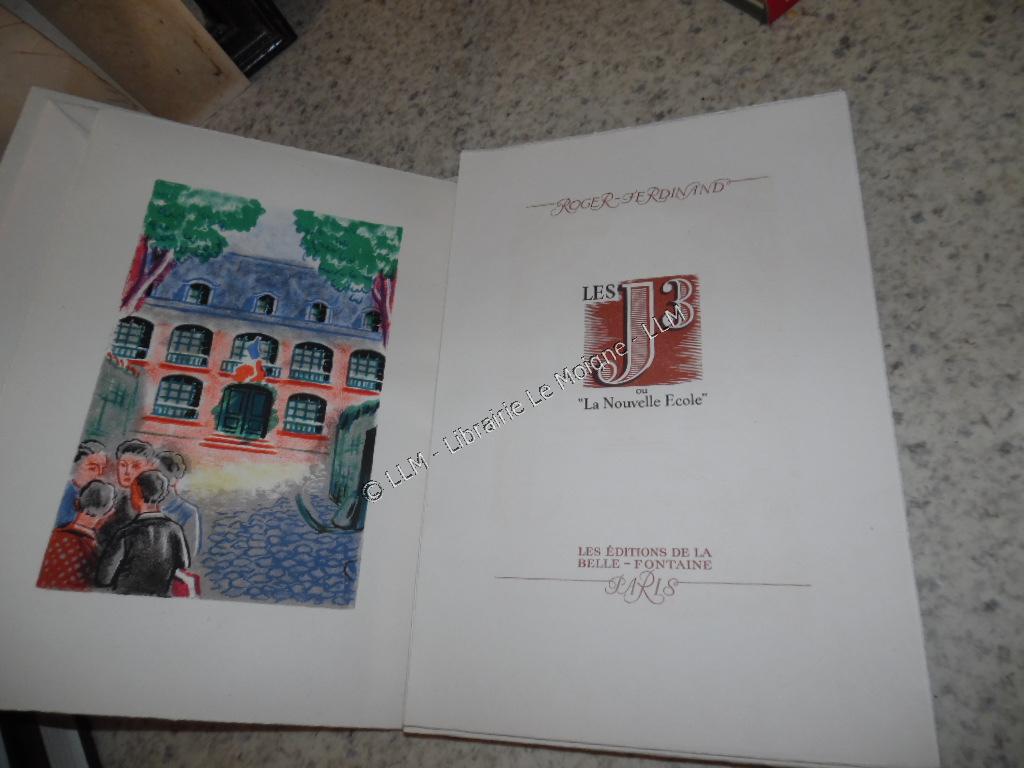 ROGER-FERDINAND
LES J3
ou
"La Nouvelle Ecole"
LES ÉDITIONS DE LA
BELLE-FONTAINE
PARIS
© LLM - Librairie Le Moigne - LLM